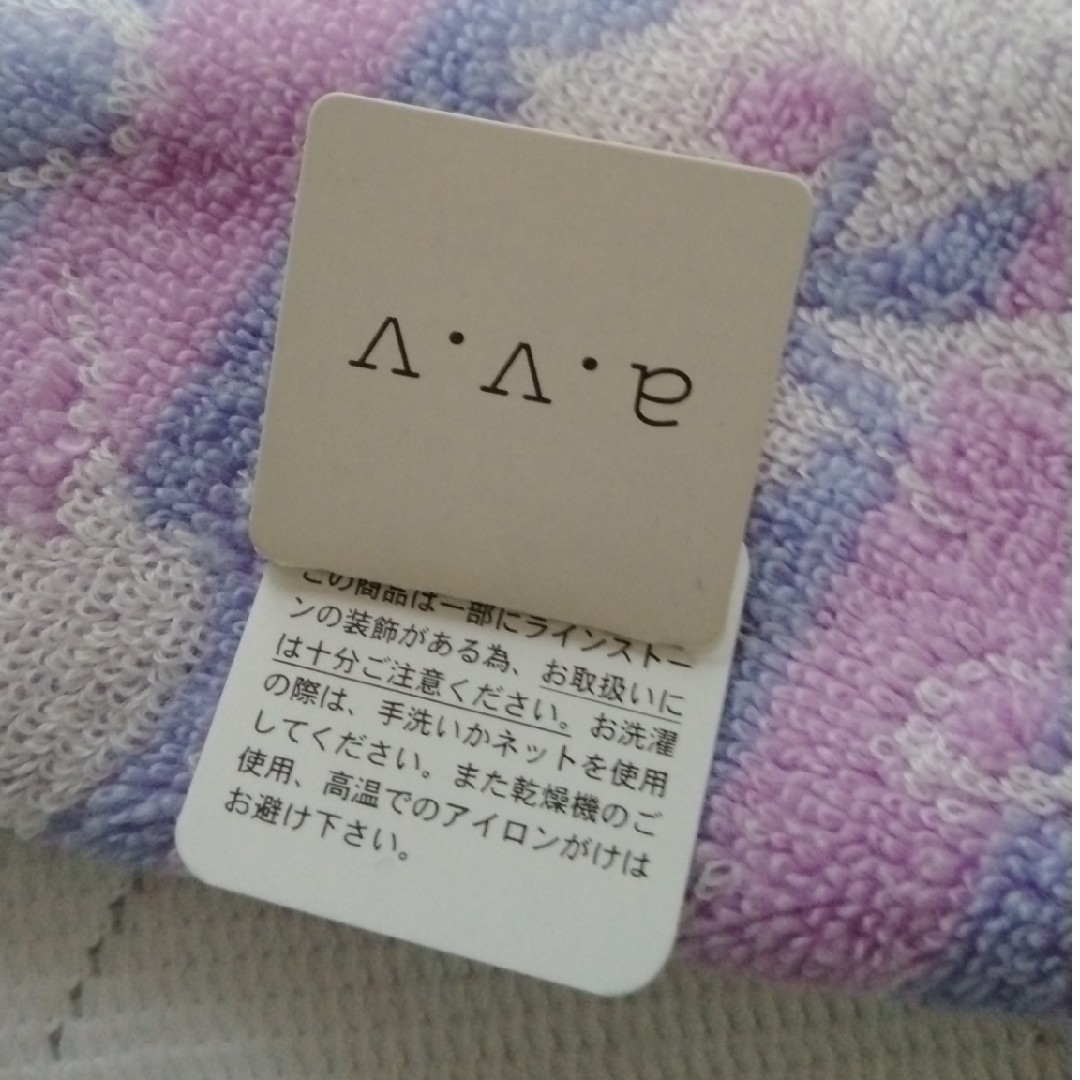 a.v.v
この商品は一部にラインストー
ンの装飾がある為、お取扱いに
は十分ご注意ください。お洗濯
の際は、手洗いかネットを使用
してください。また乾燥機のご
使用、高温でのアイロンがけは
お避け下さい。